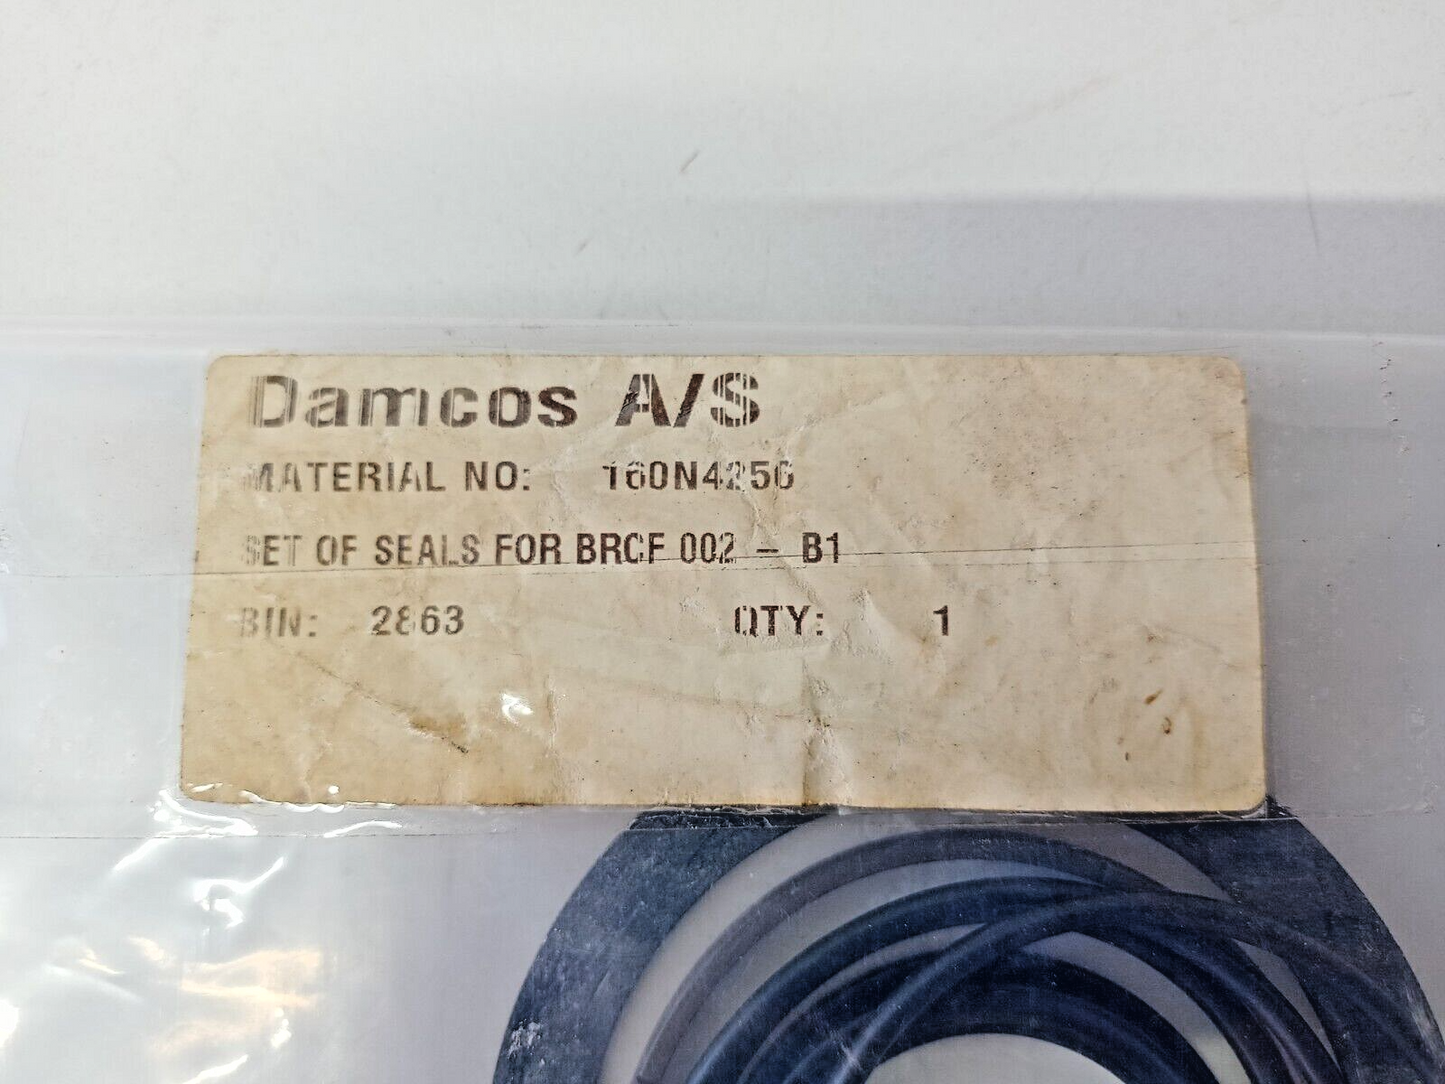 Damcos A/S
MATERIAL NO: 160N4256
SET OF SEALS FOR BRCF 002 - B1
BIN: 2863 QTY: 1